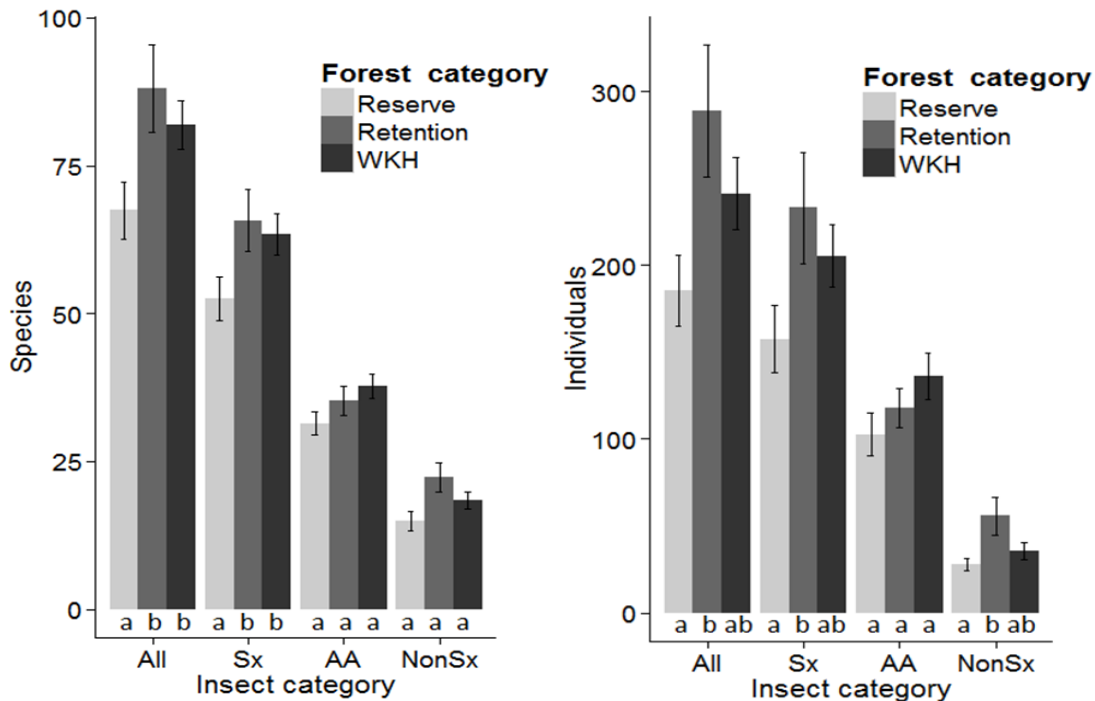 100
75
50
25
0
Species
Forest category
Reserve
Retention
WKH
a b b a b b a a a a a a
All Sx AA NonSx
Insect category
300
200
100
0
Individuals
Forest category
Reserve
Retention
WKH
a b ab a b ab a a a a b ab
All Sx AA NonSx
Insect category